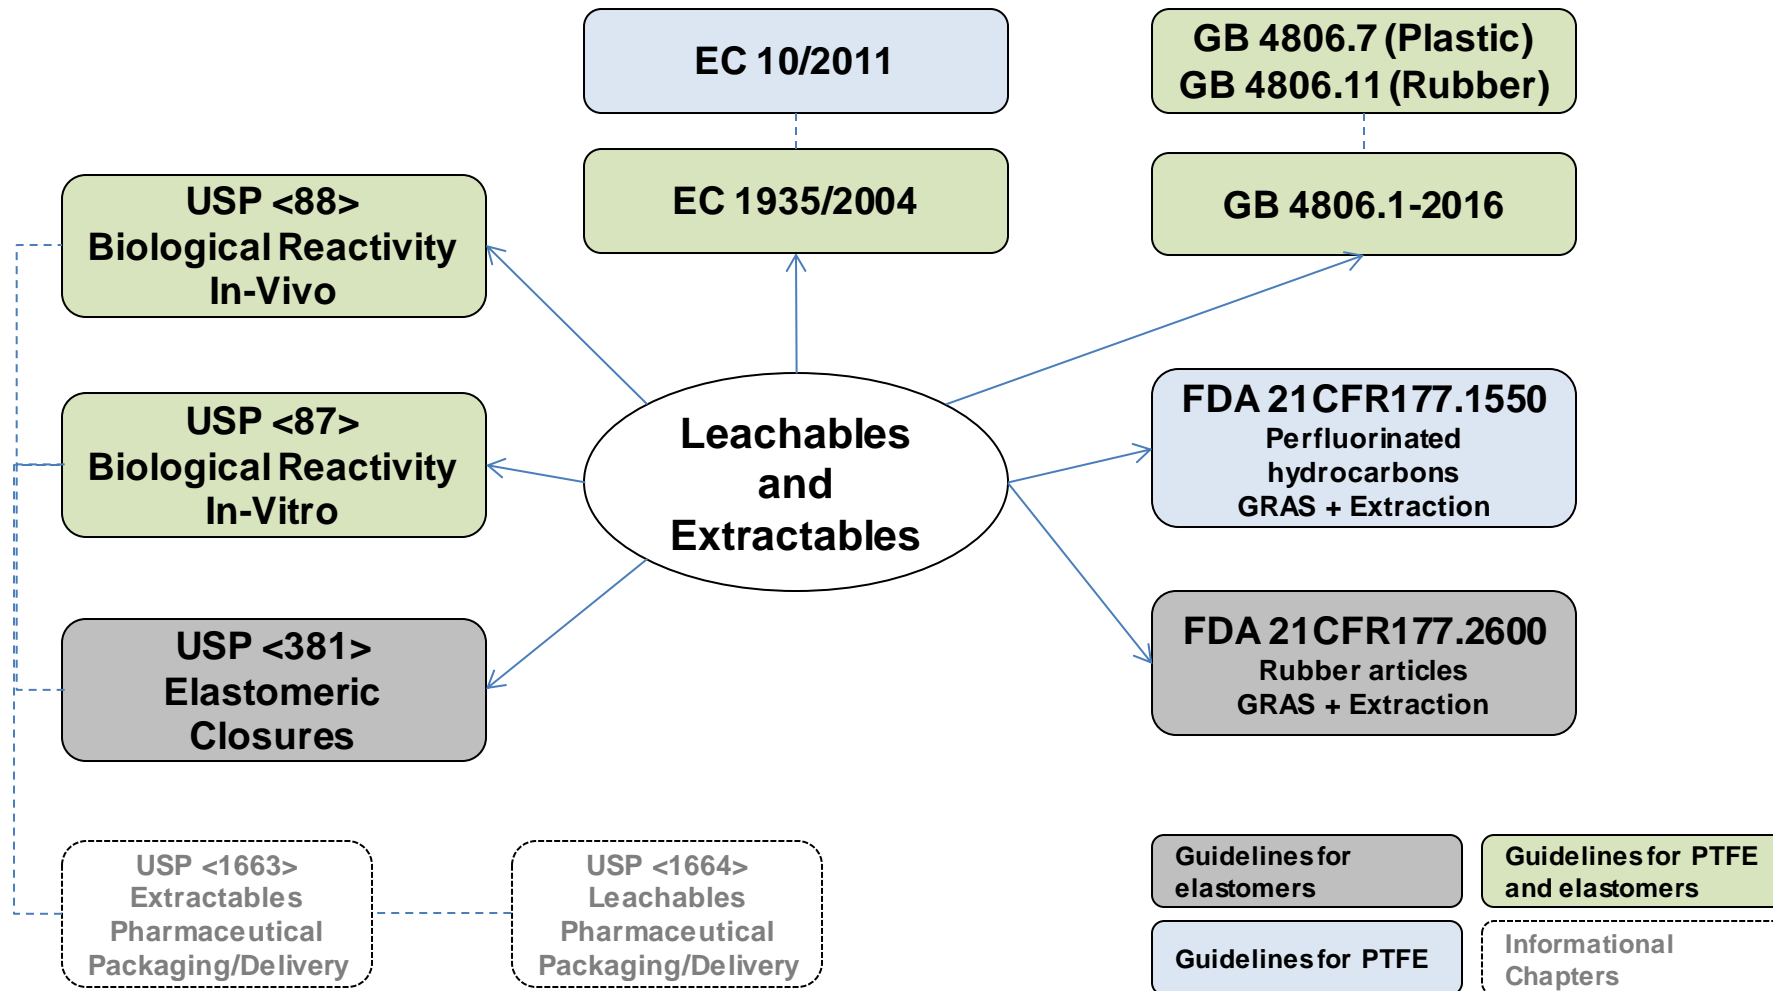 EC 10/2011
GB 4806.7 (Plastic)
GB 4806.11 (Rubber)
EC 1935/2004
GB 4806.1-2016
USP <88>
Biological Reactivity
In-Vivo
USP <87>
Biological Reactivity
In-Vitro
Leachables
and
Extractables
FDA 21CFR177.1550
Perfluorinated
hydrocarbons
GRAS + Extraction
USP <381>
Elastomeric
Closures
FDA 21CFR177.2600
Rubber articles
GRAS + Extraction
USP <1663>
Extractables
Pharmaceutical
Packaging/Delivery
USP <1664>
Leachables
Pharmaceutical
Packaging/Delivery
Guidelines for
elastomers
Guidelines for PTFE
and elastomers
Guidelines for PTFE
Informational
Chapters